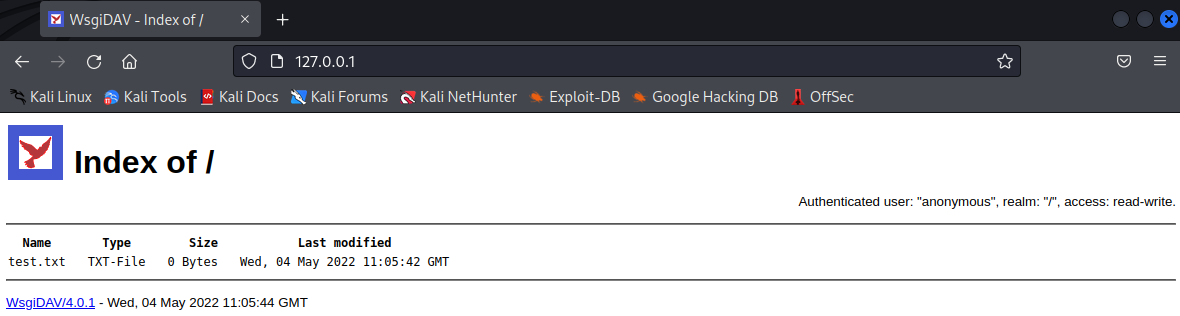 WsgiDAV - Index of /
127.0.0.1
Kali Linux Kali Tools Kali Docs Kali Forums Kali NetHunter Exploit-DB Google Hacking DB OffSec
Index of /
Authenticated user: "anonymous", realm: "/", access: read-write.
Name Type Size Last modified
test.txt TXT-File 0 Bytes Wed, 04 May 2022 11:05:42 GMT
WsgiDAV/4.0.1 - Wed, 04 May 2022 11:05:44 GMT